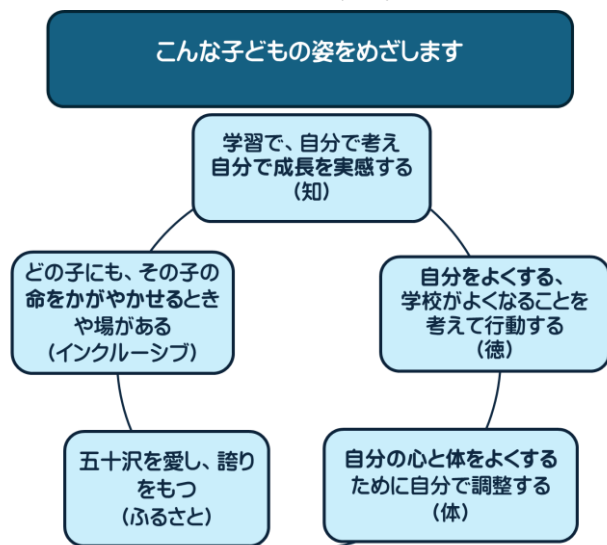 こんな子どもの姿をめざします
学習で、自分で考え
自分で成長を実感する
(知)
どの子にも、その子の
命をかがやかせるとき
や場がある
(インクルーシブ)
自分をよくする、
学校がよくなることを
考えて行動する
(徳)
五十沢を愛し、誇り
をもつ
(ふるさと)
自分の心と体をよくする
ために自分で調整する
(体)